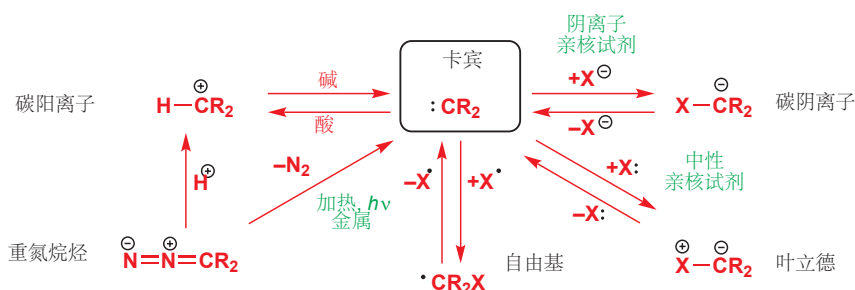 阴离子
亲核试剂
卡宾
碳阳离子
H—CR₂
⊕
碱
酸
:CR₂
+X⊖
−X⊖
X—CR₂
⊖
碳阴离子
H⊕
−N₂
加热, hν
金属
−X•
+X•
+X:
−X:
中性
亲核试剂
重氮烷烃
⊖ ⊕
N=N=CR₂
•CR₂X
自由基
⊕ ⊖
X—CR₂
叶立德